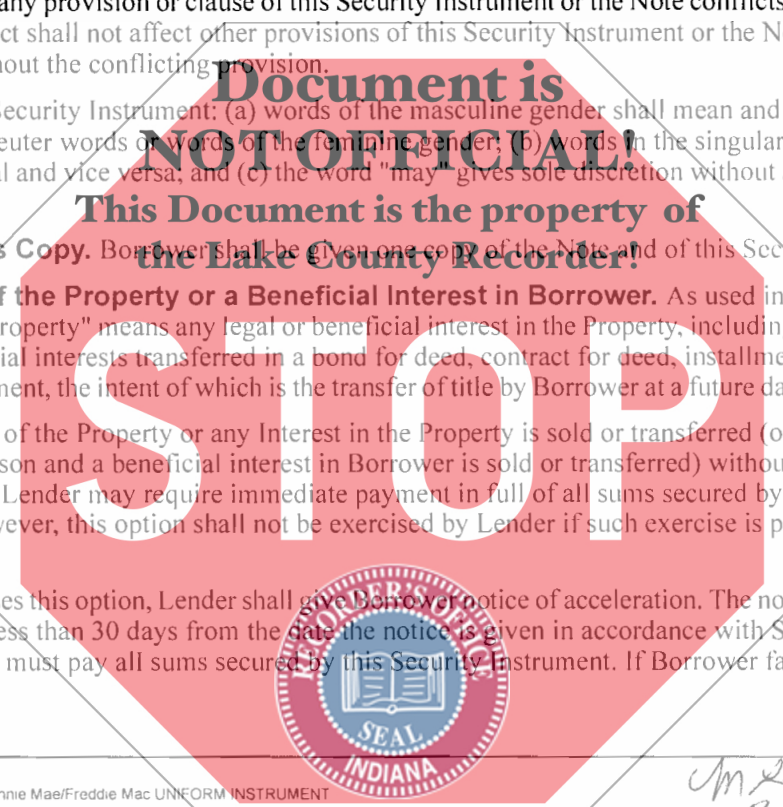 any provision or clause of this Security Instrument or the Note conflicts
ct shall not affect other provisions of this Security Instrument or the N
hout the conflicting provision.
Document is
Security Instrument: (a) words of the masculine gender shall mean and
euter words or words of the feminine gender; (b) words in the singular
NOT OFFICIAL!
l and vice versa; and (c) the word "may" gives sole discretion without
This Document is the property of
s Copy. Borrower shall be given one copy of the Note and of this Sec
the Lake County Recorder!
f the Property or a Beneficial Interest in Borrower. As used in
roperty" means any legal or beneficial interest in the Property, includin
ial interests transferred in a bond for deed, contract for deed, installme
ment, the intent of which is the transfer of title by Borrower at a future da
STOP
of the Property or any Interest in the Property is sold or transferred (o
son and a beneficial interest in Borrower is sold or transferred) withou
Lender may require immediate payment in full of all sums secured by
vever, this option shall not be exercised by Lender if such exercise is p
es this option, Lender shall give Borrower notice of acceleration. The no
ess than 30 days from the date the notice is given in accordance with S
must pay all sums secured by this Security Instrument. If Borrower fa
RECORDER'S OFFICE
SEAL
INDIANA
nnie Mae/Freddie Mac UNIFORM INSTRUMENT